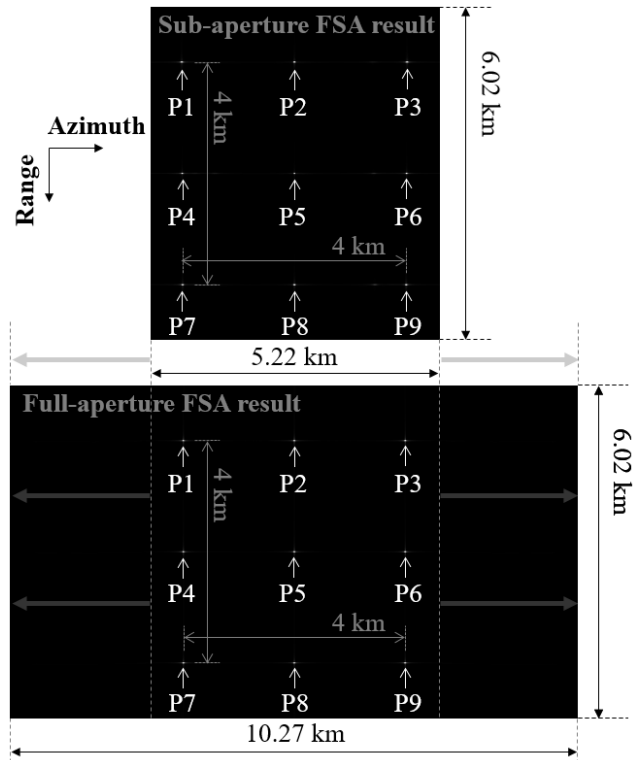 Sub-aperture FSA result
P1 P2 P3
4 km
6.02 km
Azimuth
Range
P4 P5 P6
4 km
P7 P8 P9
5.22 km
Full-aperture FSA result
P1 P2 P3
4 km
6.02 km
P4 P5 P6
4 km
P7 P8 P9
10.27 km